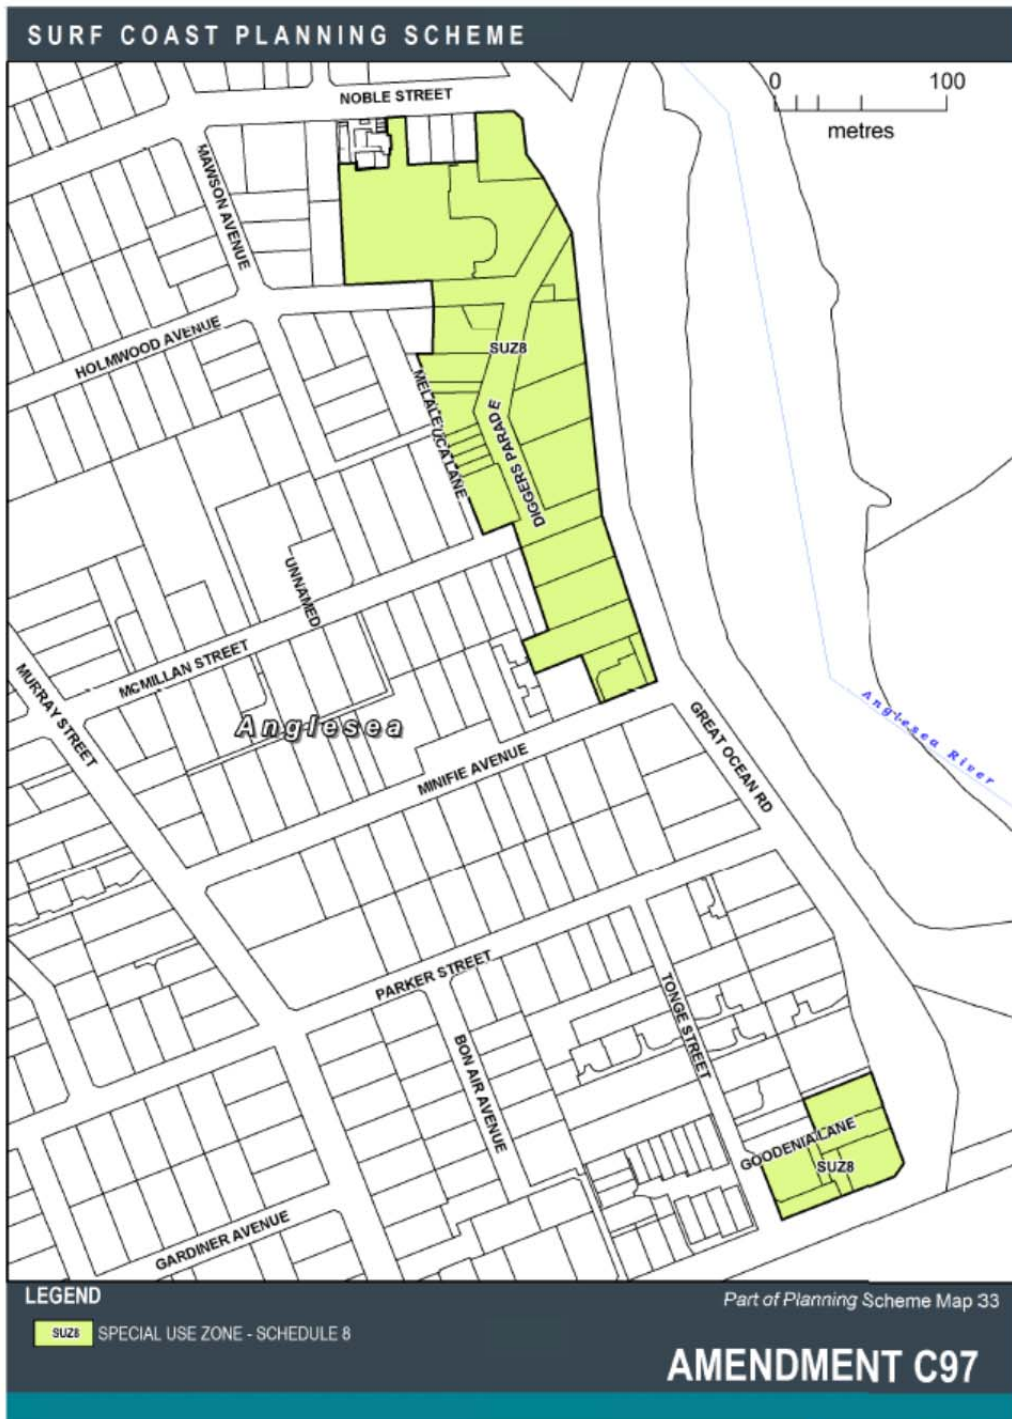 SURF COAST PLANNING SCHEME
0 100
metres
NOBLE STREET
MAWSON AVENUE
HOLMWOOD AVENUE
SUZ8
MELALEUCA LANE
DIGGERS PARADE
UNNAMED
MCMILLAN STREET
MURRAY STREET
Anglesea
MINIFIE AVENUE
GREAT OCEAN RD
Anglesea River
PARKER STREET
TONGE STREET
BON AIR AVENUE
GOODENIA LANE
SUZ8
GARDINER AVENUE
LEGEND
Part of Planning Scheme Map 33
SUZ8 SPECIAL USE ZONE - SCHEDULE 8
AMENDMENT C97